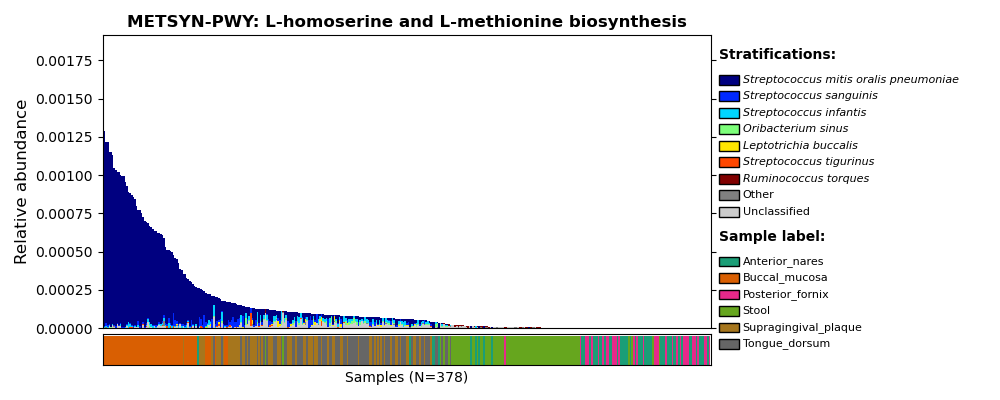 METSYN-PWY: L-homoserine and L-methionine biosynthesis
Relative abundance
0.00175
0.00150
0.00125
0.00100
0.00075
0.00050
0.00025
0.00000
Samples (N=378)
Stratifications:
Streptococcus mitis oralis pneumoniae
Streptococcus sanguinis
Streptococcus infantis
Oribacterium sinus
Leptotrichia buccalis
Streptococcus tigurinus
Ruminococcus torques
Other
Unclassified
Sample label:
Anterior_nares
Buccal_mucosa
Posterior_fornix
Stool
Supragingival_plaque
Tongue_dorsum